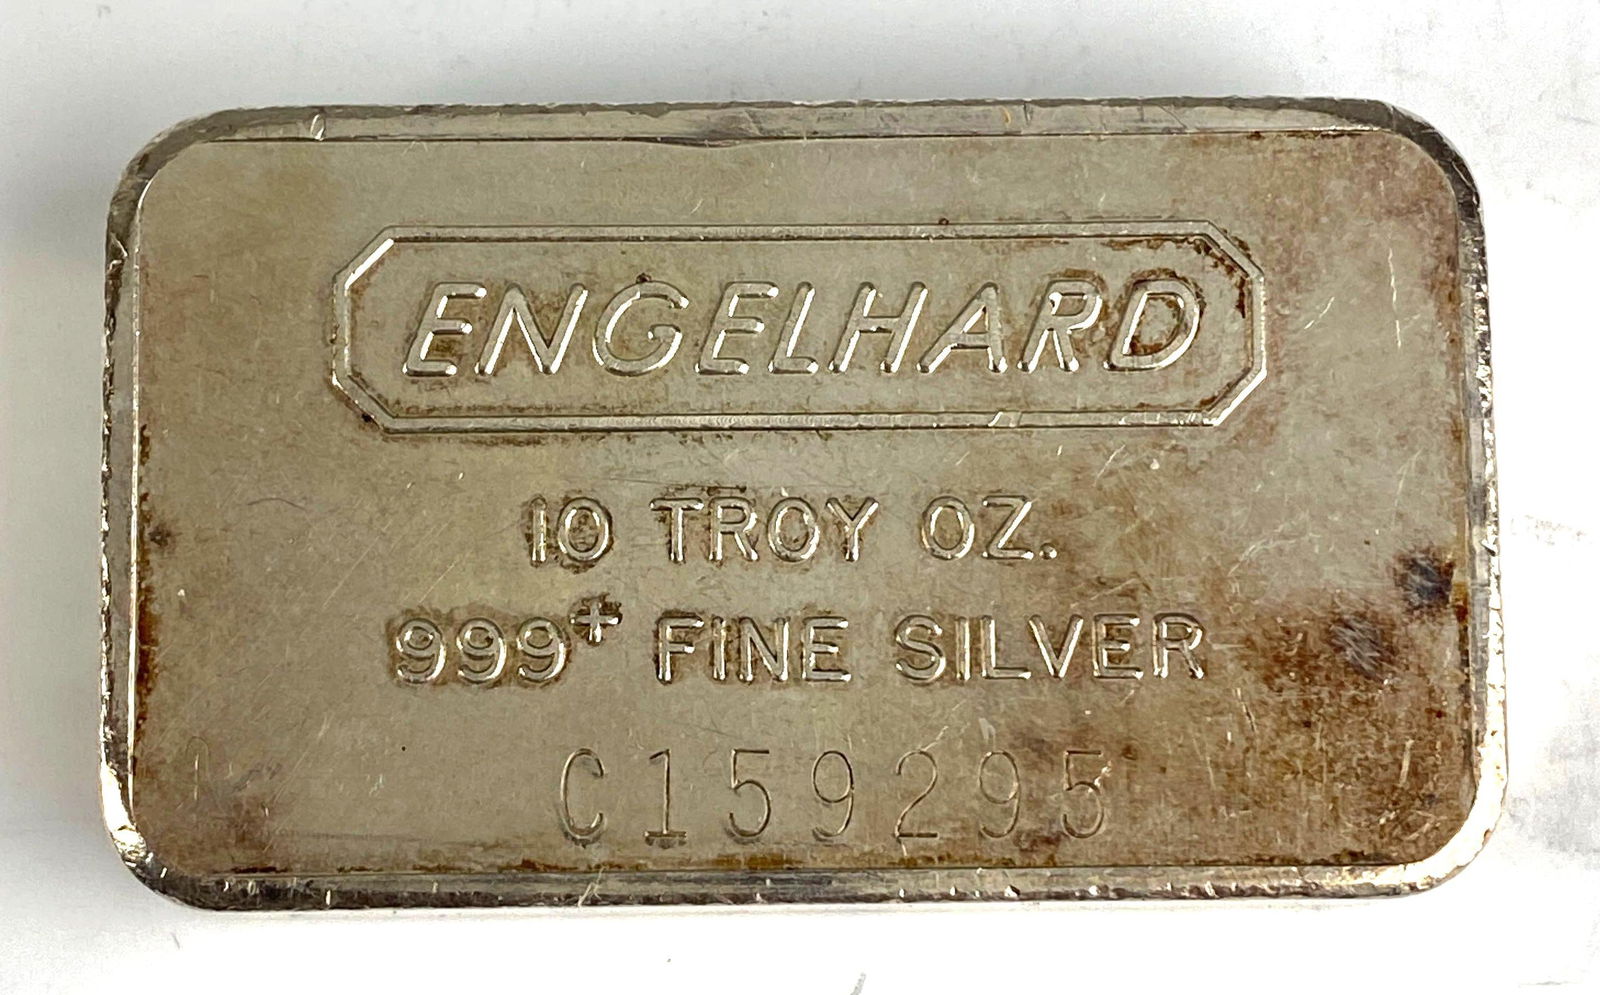 ENGELHARD
10 TROY OZ.
999+ FINE SILVER
C159295